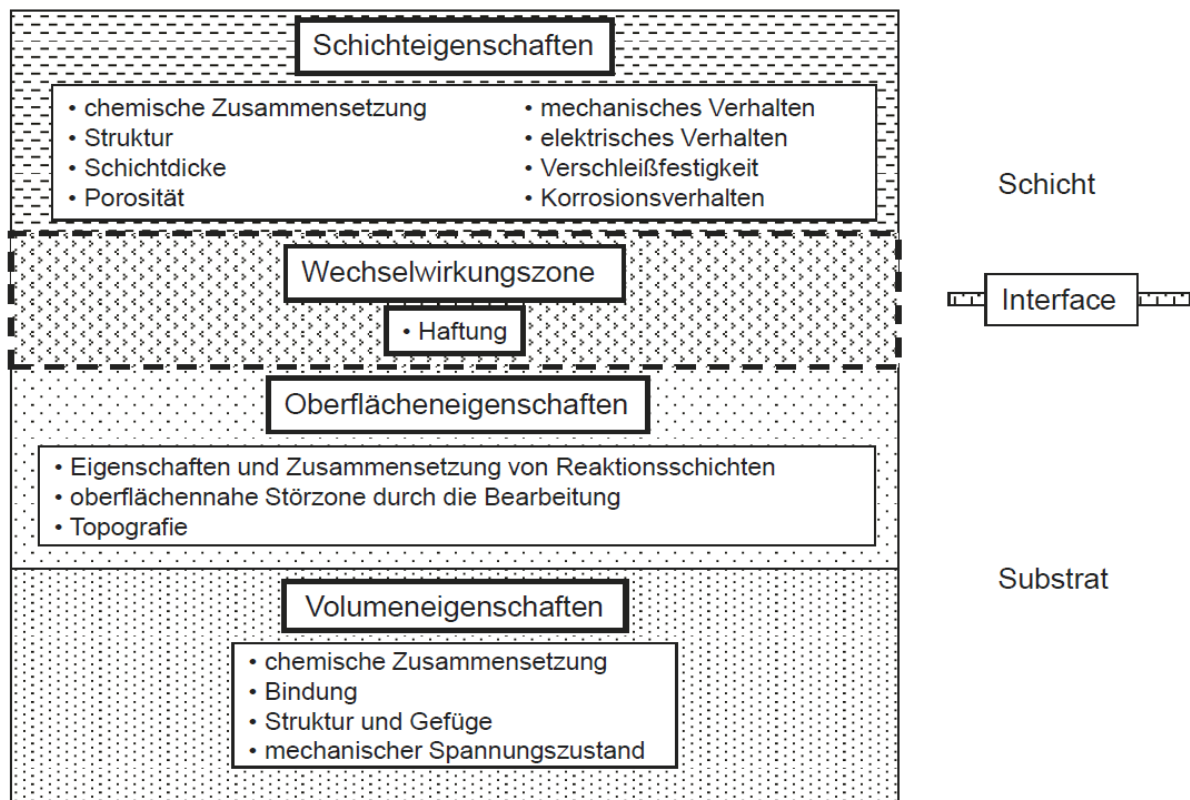 Schichteigenschaften
• chemische Zusammensetzung
• Struktur
• Schichtdicke
• Porosität
• mechanisches Verhalten
• elektrisches Verhalten
• Verschleißfestigkeit
• Korrosionsverhalten
Schicht
Wechselwirkungszone
• Haftung
Interface
Oberflächeneigenschaften
• Eigenschaften und Zusammensetzung von Reaktionsschichten
• oberflächennahe Störzone durch die Bearbeitung
• Topografie
Substrat
Volumeneigenschaften
• chemische Zusammensetzung
• Bindung
• Struktur und Gefüge
• mechanischer Spannungszustand